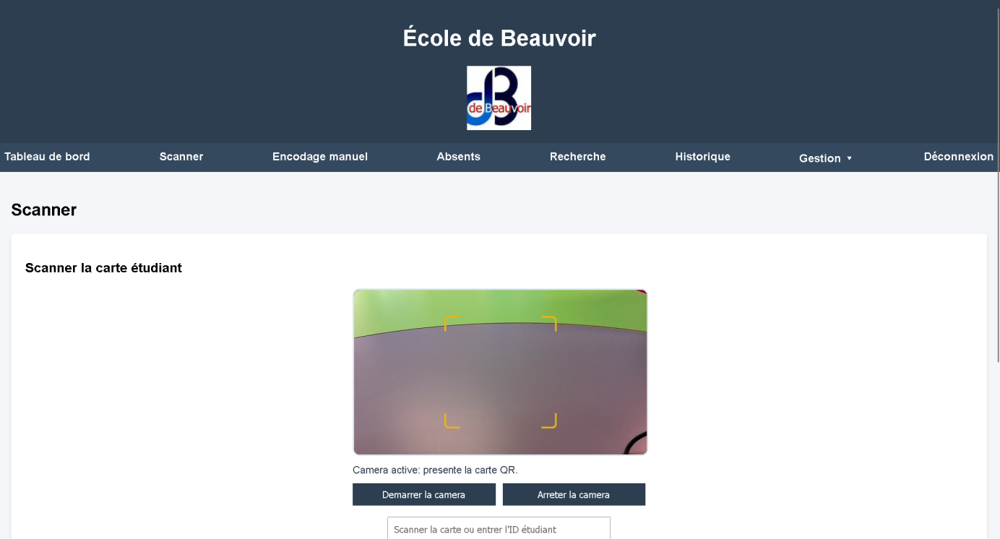 École de Beauvoir
de Beauvoir
Tableau de bord Scanner Encodage manuel Absents Recherche Historique Gestion ▾ Déconnexion
Scanner
Scanner la carte étudiant
Camera active: presente la carte QR.
Demarrer la camera Arreter la camera
Scanner la carte ou entrer l'ID étudiant